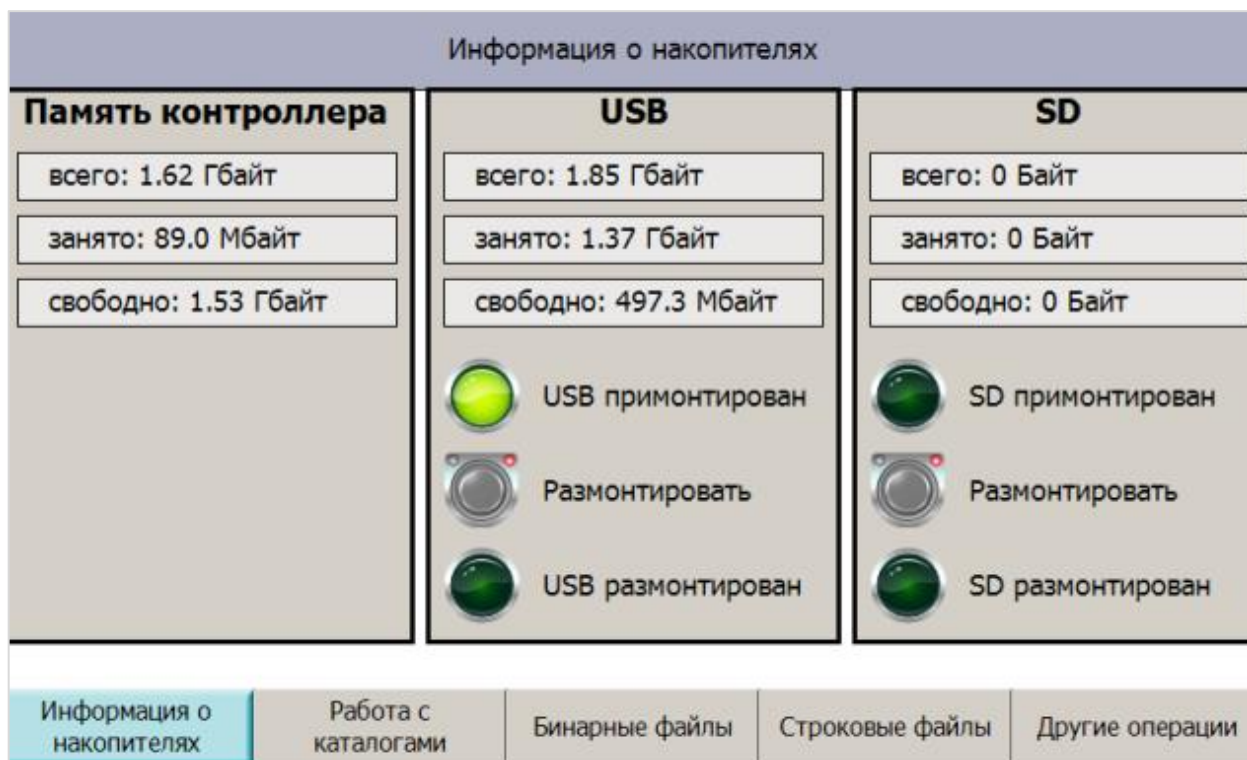 Информация о накопителях
Память контроллера
всего: 1.62 Гбайт
занято: 89.0 Мбайт
свободно: 1.53 Гбайт
USB
всего: 1.85 Гбайт
занято: 1.37 Гбайт
свободно: 497.3 Мбайт
USB примонтирован
Размонтировать
USB размонтирован
SD
всего: 0 Байт
занято: 0 Байт
свободно: 0 Байт
SD примонтирован
Размонтировать
SD размонтирован
Информация о
накопителях
Работа с
каталогами
Бинарные файлы
Строковые файлы
Другие операции